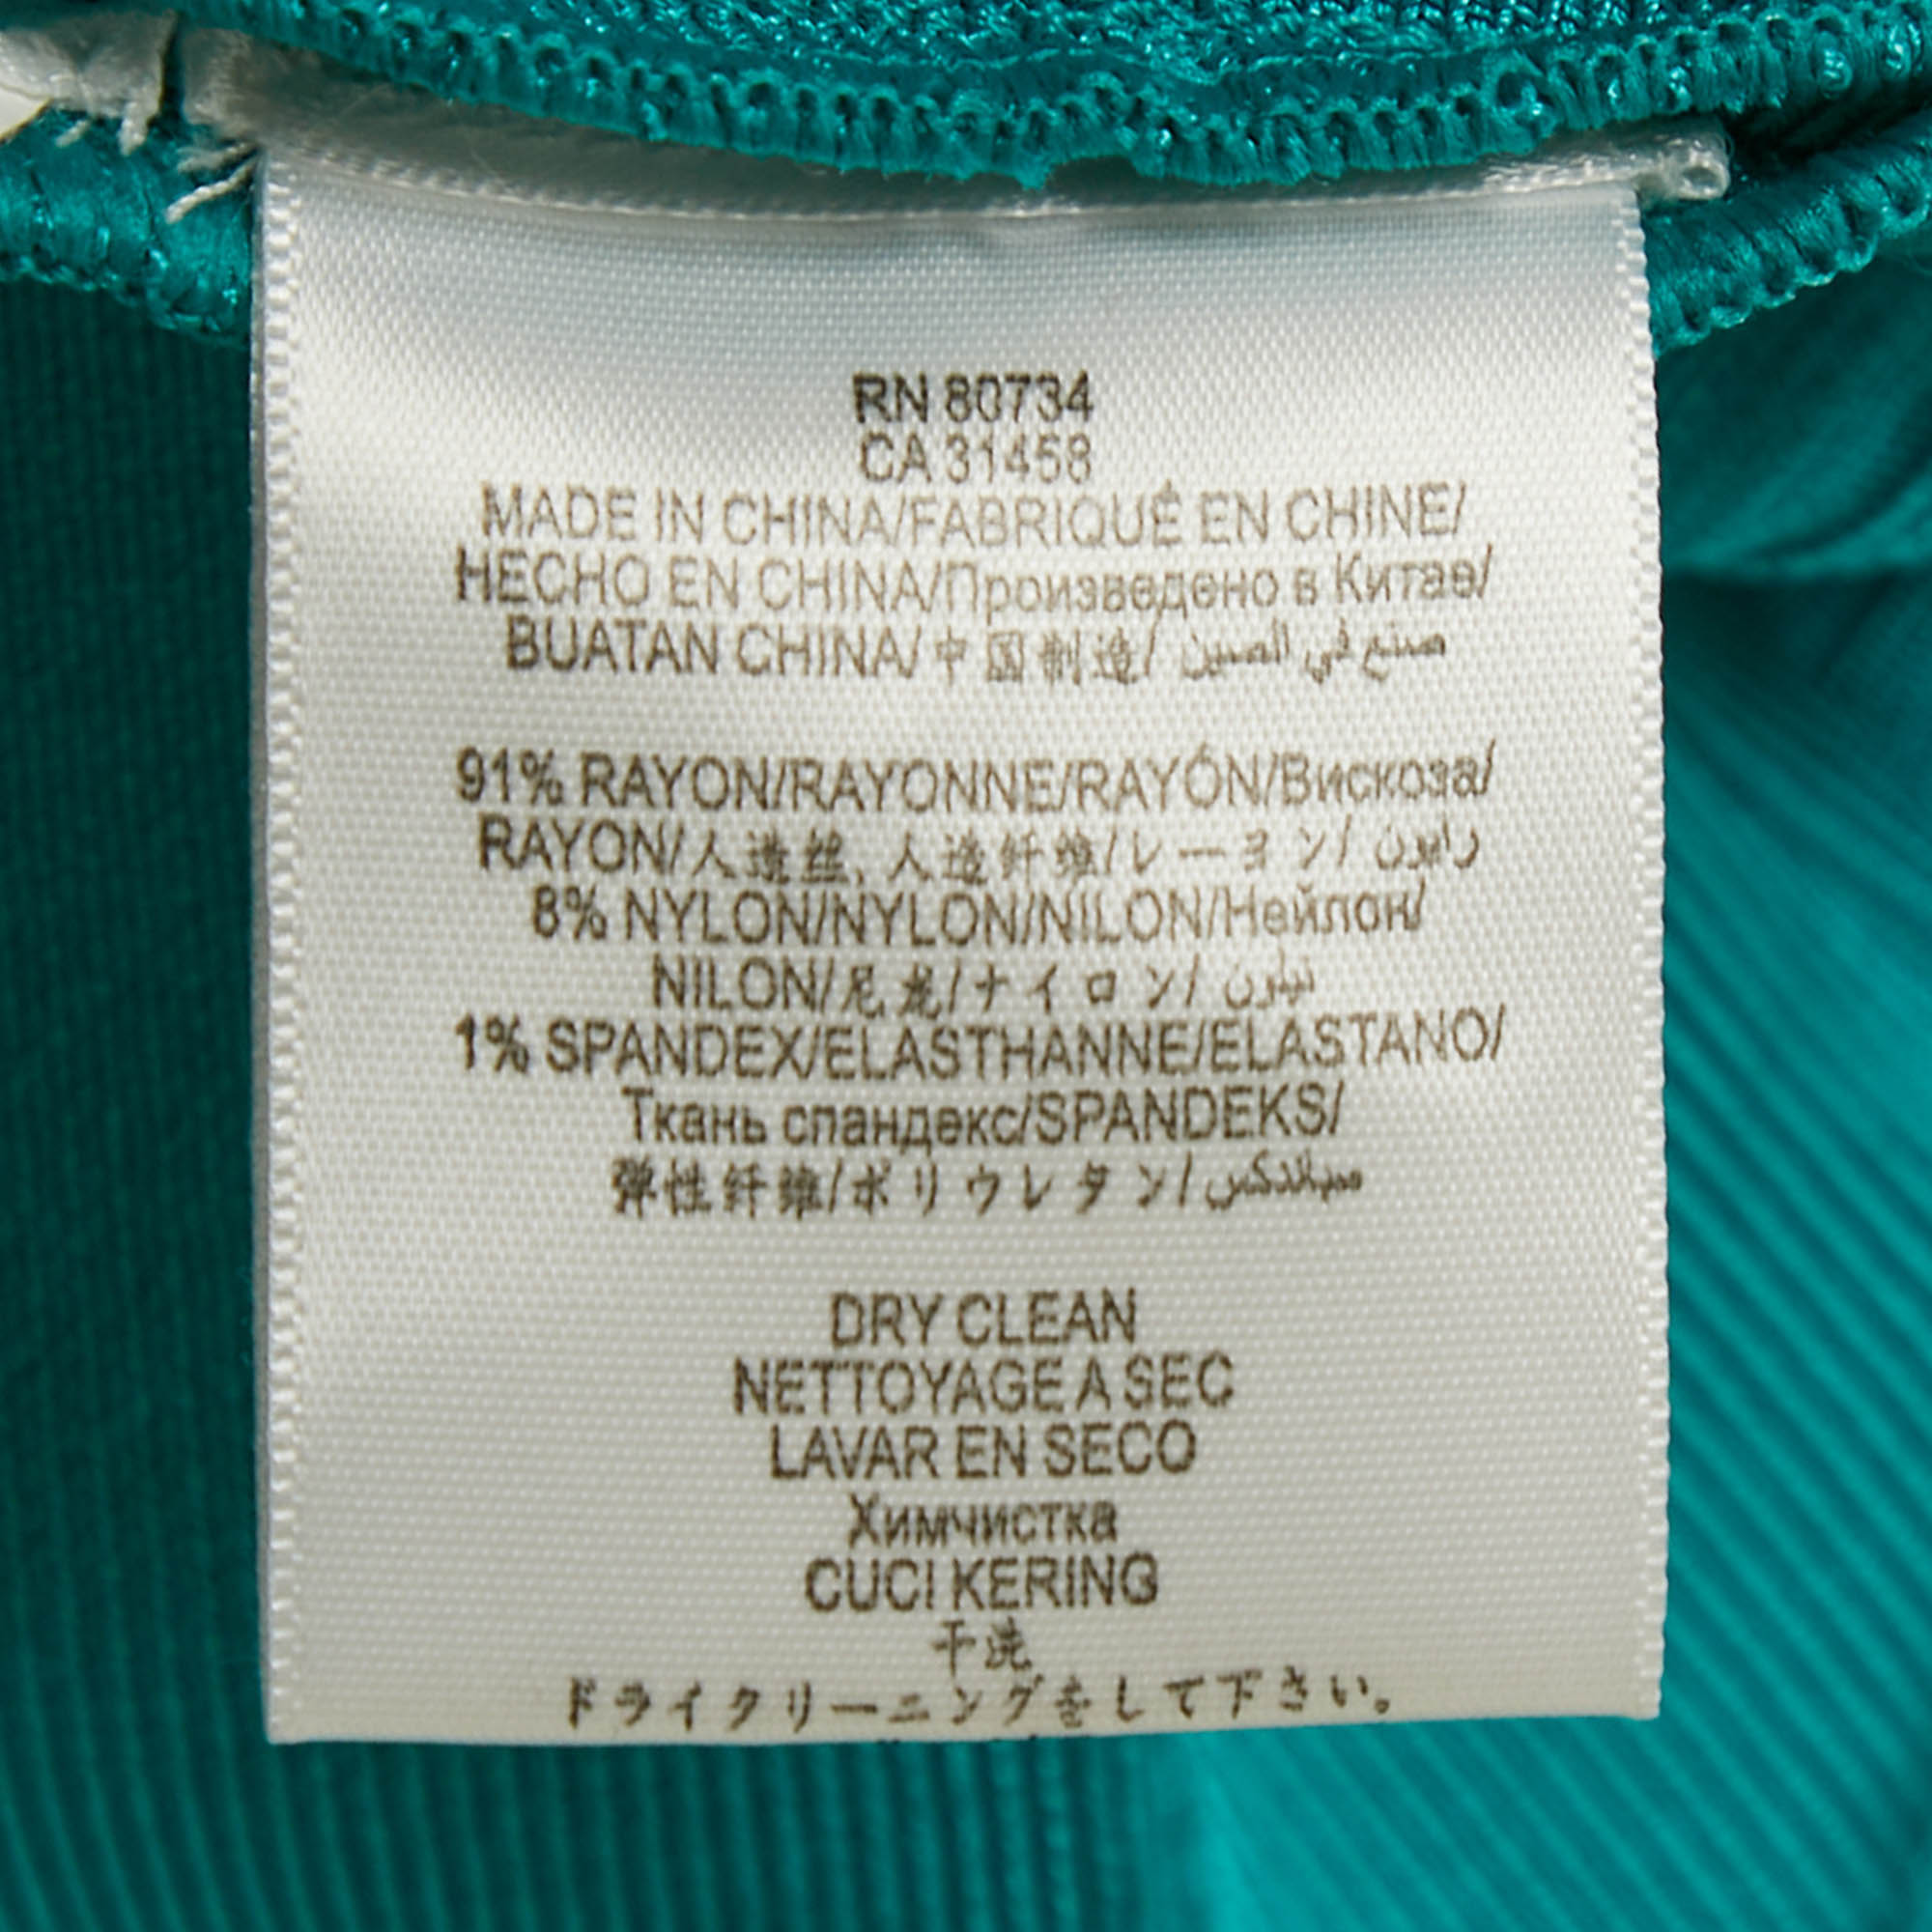 RN 80734
CA 31458
MADE IN CHINA/FABRIQUÉ EN CHINE/
HECHO EN CHINA/Произведено в Китае/
BUATAN CHINA/中国制造/ صنع في الصين
91% RAYON/RAYONNE/RAYÓN/Вискоза/
RAYON/人造丝, 人造纤维/レーヨン/ رايون
8% NYLON/NYLON/NILON/Нейлон/
NILON/尼龙/ナイロン/ نيلون
1% SPANDEX/ELASTHANNE/ELASTANO/
Ткань спандекс/SPANDEKS/
弹性纤维/ポリウレタン/ سباندكس
DRY CLEAN
NETTOYAGE A SEC
LAVAR EN SECO
Химчистка
CUCI KERING
干洗
ドライクリーニングをして下さい。